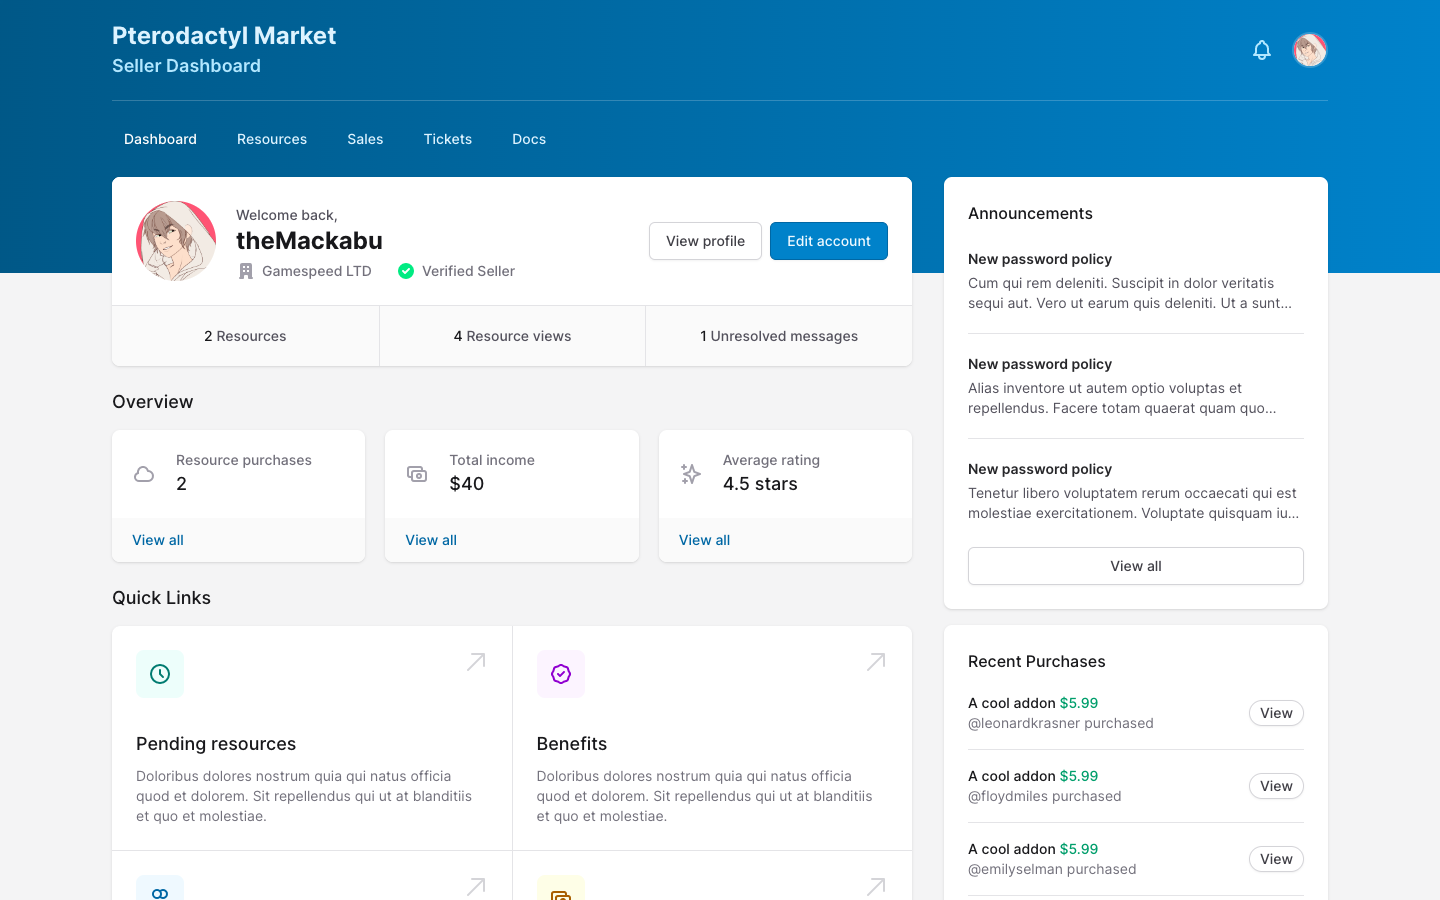 Pterodactyl Market
Seller Dashboard
Dashboard
Resources
Sales
Tickets
Docs
Welcome back,
theMackabu
Gamespeed LTD
Verified Seller
View profile
Edit account
2 Resources
4 Resource views
1 Unresolved messages
Overview
Resource purchases
2
View all
Total income
$40
View all
Average rating
4.5 stars
View all
Quick Links
Pending resources
Doloribus dolores nostrum quia qui natus officia
quod et dolorem. Sit repellendus qui ut at blanditiis
et quo et molestiae.
Benefits
Doloribus dolores nostrum quia qui natus officia
quod et dolorem. Sit repellendus qui ut at blanditiis
et quo et molestiae.
Announcements
New password policy
Cum qui rem deleniti. Suscipit in dolor veritatis
sequi aut. Vero ut earum quis deleniti. Ut a sunt...
New password policy
Alias inventore ut autem optio voluptas et
repellendus. Facere totam quaerat quam quo...
New password policy
Tenetur libero voluptatem rerum occaecati qui est
molestiae exercitationem. Voluptate quisquam iu...
View all
Recent Purchases
A cool addon $5.99
@leonardkrasner purchased
View
A cool addon $5.99
@floydmiles purchased
View
A cool addon $5.99
@emilyselman purchased
View